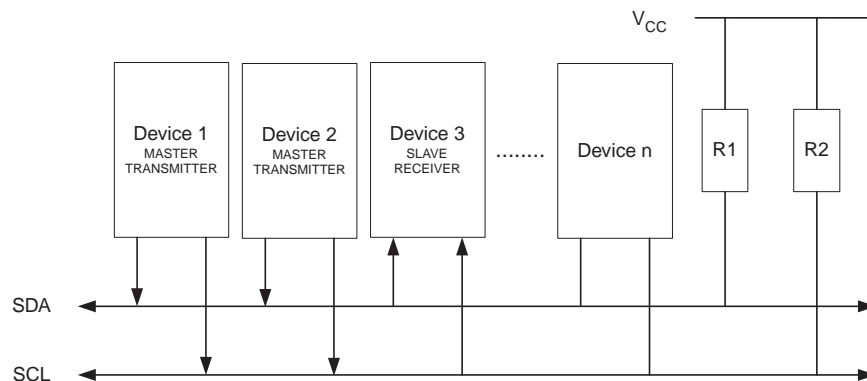 VCC
Device 1
MASTER
TRANSMITTER
Device 2
MASTER
TRANSMITTER
Device 3
SLAVE
RECEIVER
........
Device n
R1
R2
SDA
SCL